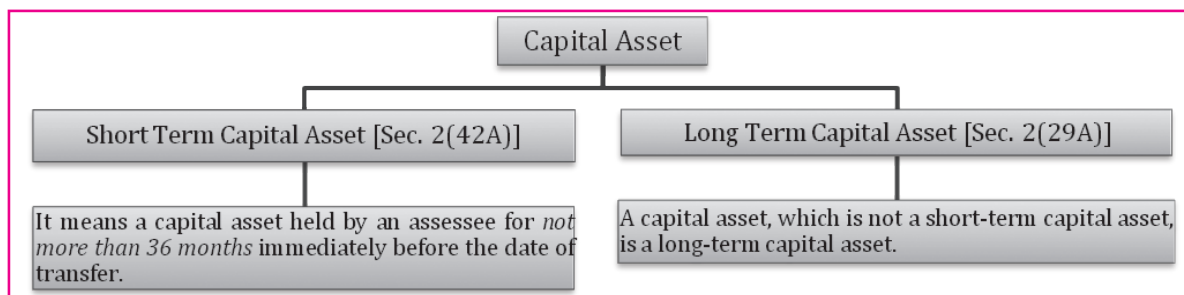 Capital Asset
Short Term Capital Asset [Sec. 2(42A)]
It means a capital asset held by an assessee for not
more than 36 months immediately before the date of
transfer.
Long Term Capital Asset [Sec. 2(29A)]
A capital asset, which is not a short-term capital asset,
is a long-term capital asset.